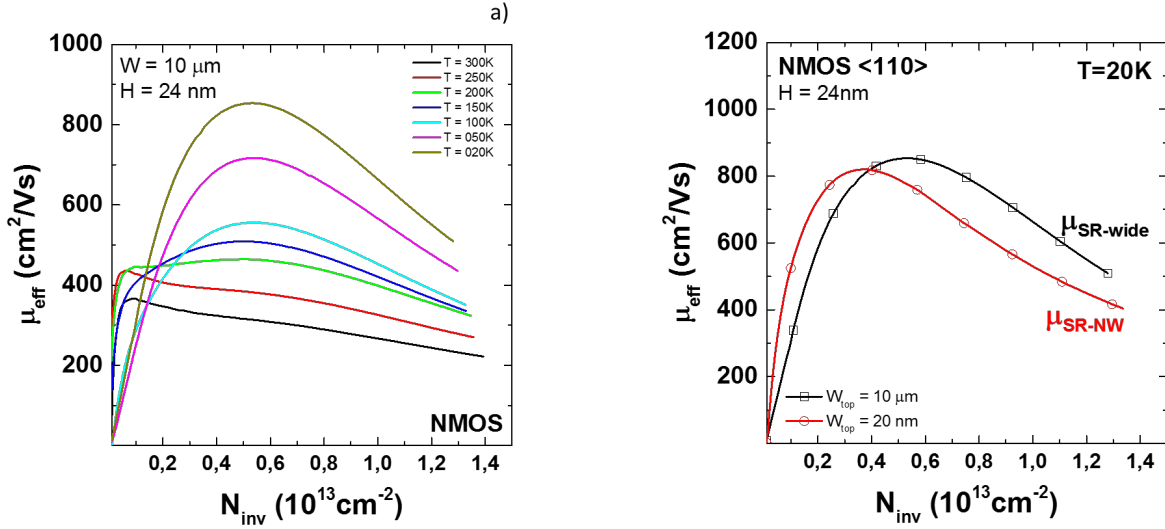 a)
1000
800
600
400
200
μeff (cm²/Vs)
W = 10 μm
H = 24 nm
T = 300K
T = 250K
T = 200K
T = 150K
T = 100K
T = 050K
T = 020K
NMOS
0,2 0,4 0,6 0,8 1,0 1,2 1,4
Ninv (10¹³cm⁻²)
1200
1000
800
600
400
200
μeff (cm²/Vs)
NMOS <110>
H = 24nm
T=20K
μSR-wide
μSR-NW
Wtop = 10 μm
Wtop = 20 nm
0,2 0,4 0,6 0,8 1,0 1,2 1,4
Ninv (10¹³cm⁻²)